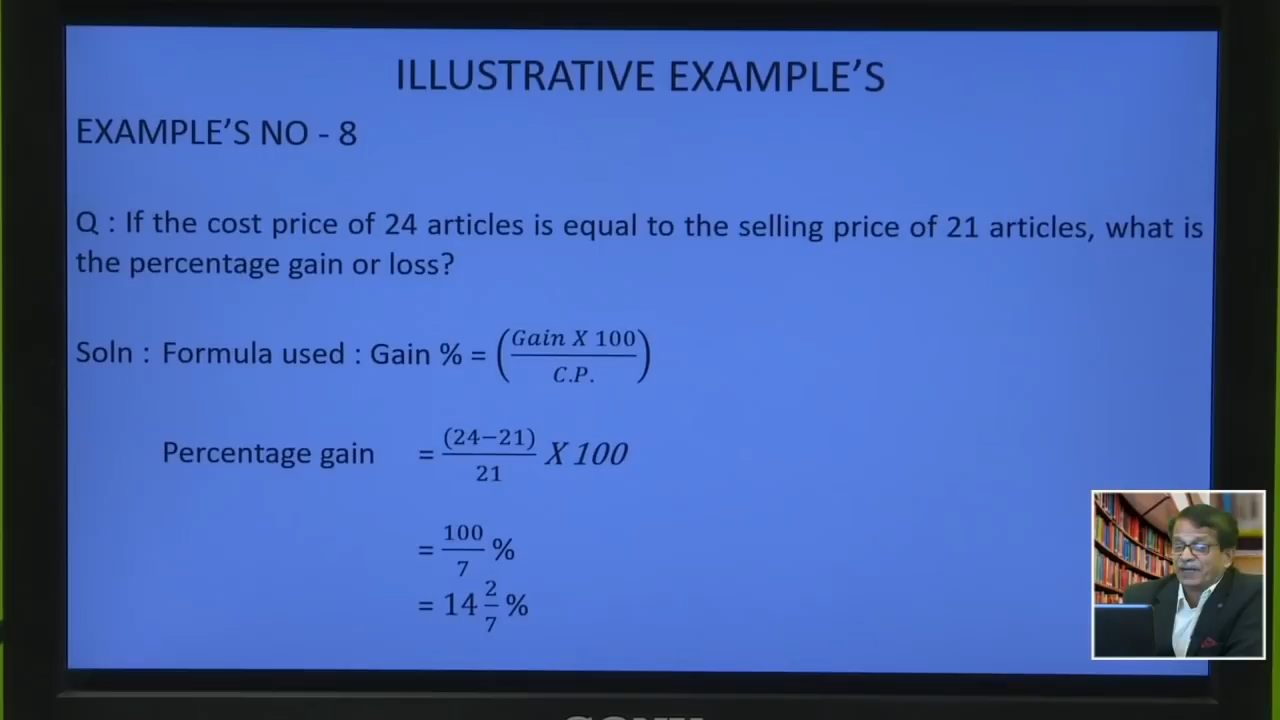 ILLUSTRATIVE EXAMPLE'S
EXAMPLE'S NO - 8
Q : If the cost price of 24 articles is equal to the selling price of 21 articles, what is
the percentage gain or loss?
Soln : Formula used : Gain % = (Gain X 100 / C.P.)
Percentage gain = (24−21)/21 X 100
= 100/7 %
= 14 2/7 %